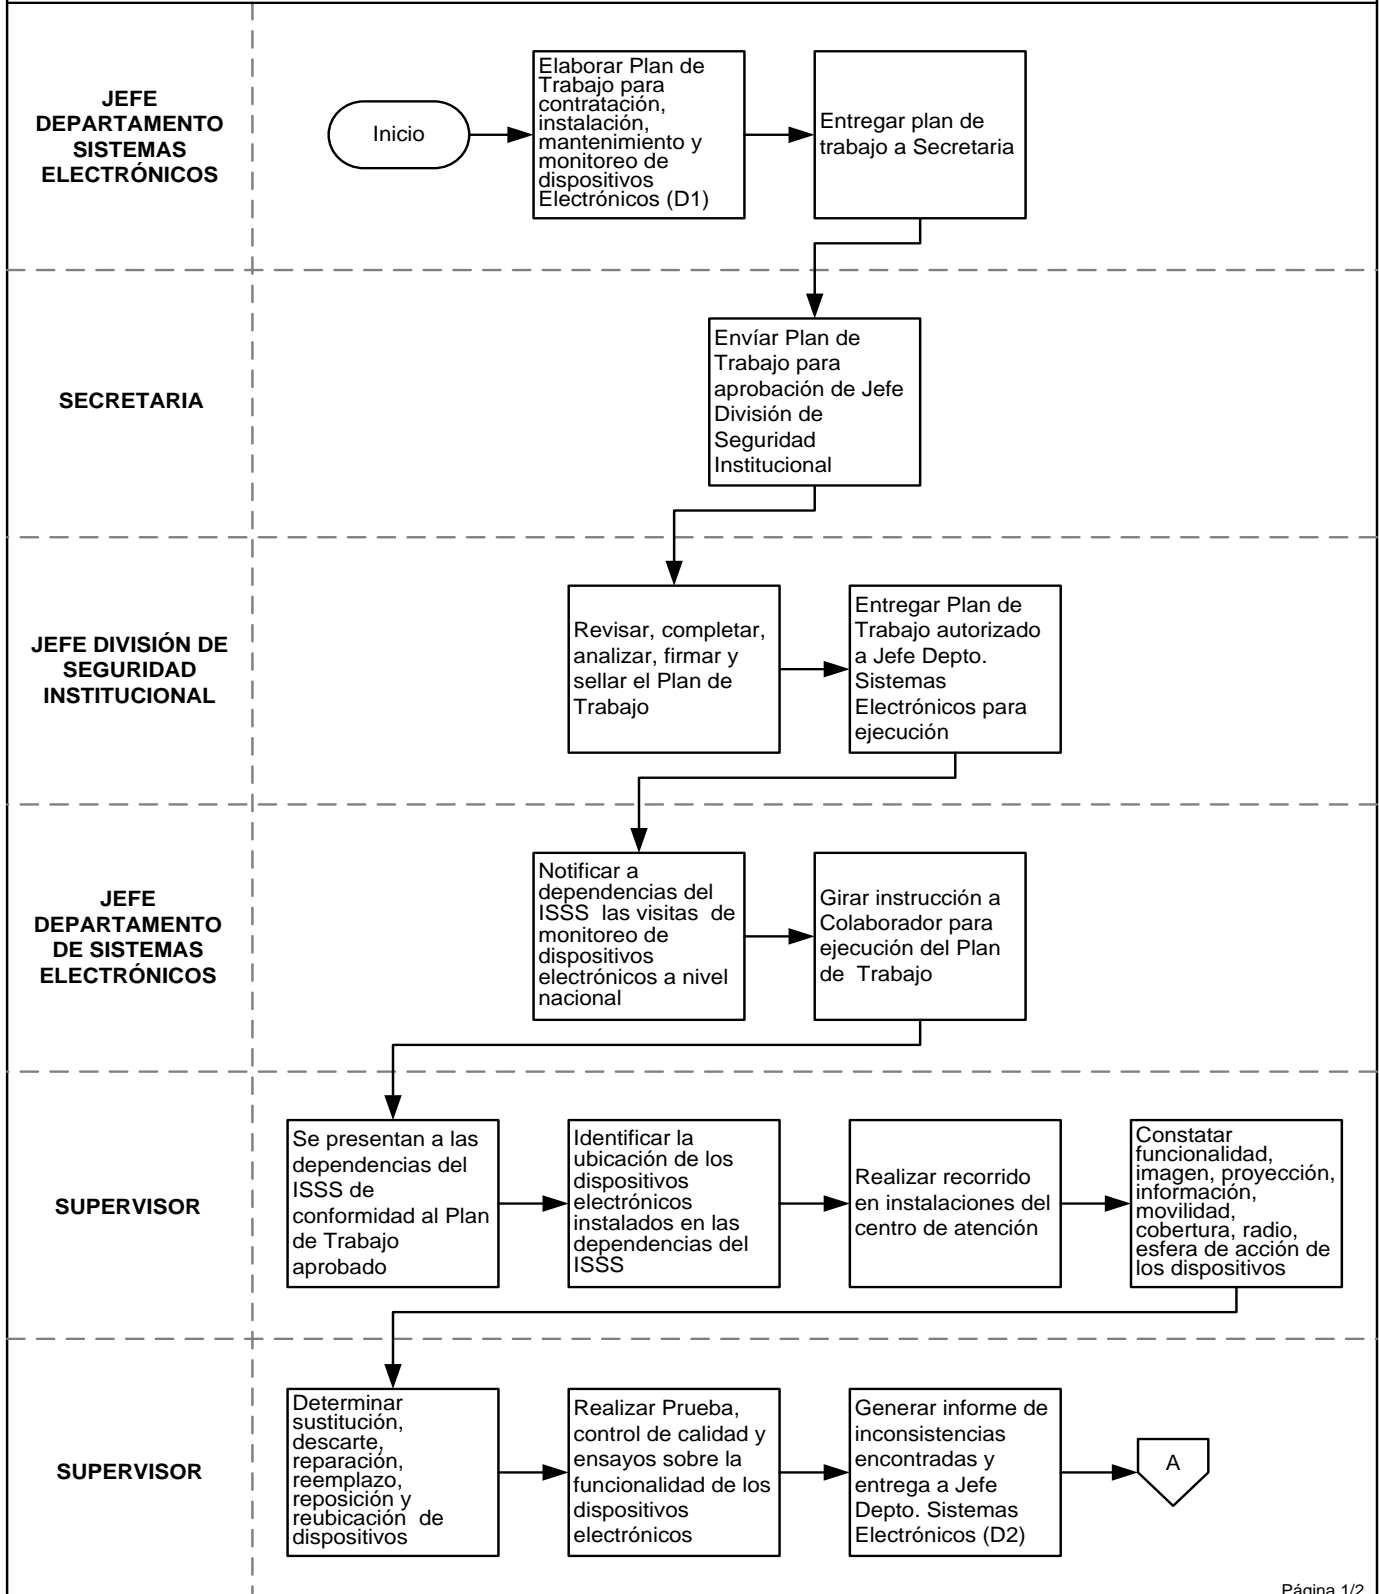 JEFE
DEPARTAMENTO
SISTEMAS
ELECTRÓNICOS
Inicio
Elaborar Plan de
Trabajo para
contratación,
instalación,
mantenimiento y
monitoreo de
dispositivos
Electrónicos (D1)
Entregar plan de
trabajo a Secretaria
SECRETARIA
Envíar Plan de
Trabajo para
aprobación de Jefe
División de
Seguridad
Institucional
JEFE DIVISIÓN DE
SEGURIDAD
INSTITUCIONAL
Revisar, completar,
analizar, firmar y
sellar el Plan de
Trabajo
Entregar Plan de
Trabajo autorizado
a Jefe Depto.
Sistemas
Electrónicos para
ejecución
JEFE
DEPARTAMENTO
DE SISTEMAS
ELECTRÓNICOS
Notificar a
dependencias del
ISSS las visitas de
monitoreo de
dispositivos
electrónicos a nivel
nacional
Girar instrucción a
Colaborador para
ejecución del Plan
de Trabajo
SUPERVISOR
Se presentan a las
dependencias del
ISSS de
conformidad al Plan
de Trabajo
aprobado
Identificar la
ubicación de los
dispositivos
electrónicos
instalados en las
dependencias del
ISSS
Realizar recorrido
en instalaciones del
centro de atención
Constatar
funcionalidad,
imagen, proyección,
información,
movilidad,
cobertura, radio,
esfera de acción de
los dispositivos
SUPERVISOR
Determinar
sustitución,
descarte,
reparación,
reemplazo,
reposición y
reubicación de
dispositivos
Realizar Prueba,
control de calidad y
ensayos sobre la
funcionalidad de los
dispositivos
electrónicos
Generar informe de
inconsistencias
encontradas y
entrega a Jefe
Depto. Sistemas
Electrónicos (D2)
A
Página 1/2